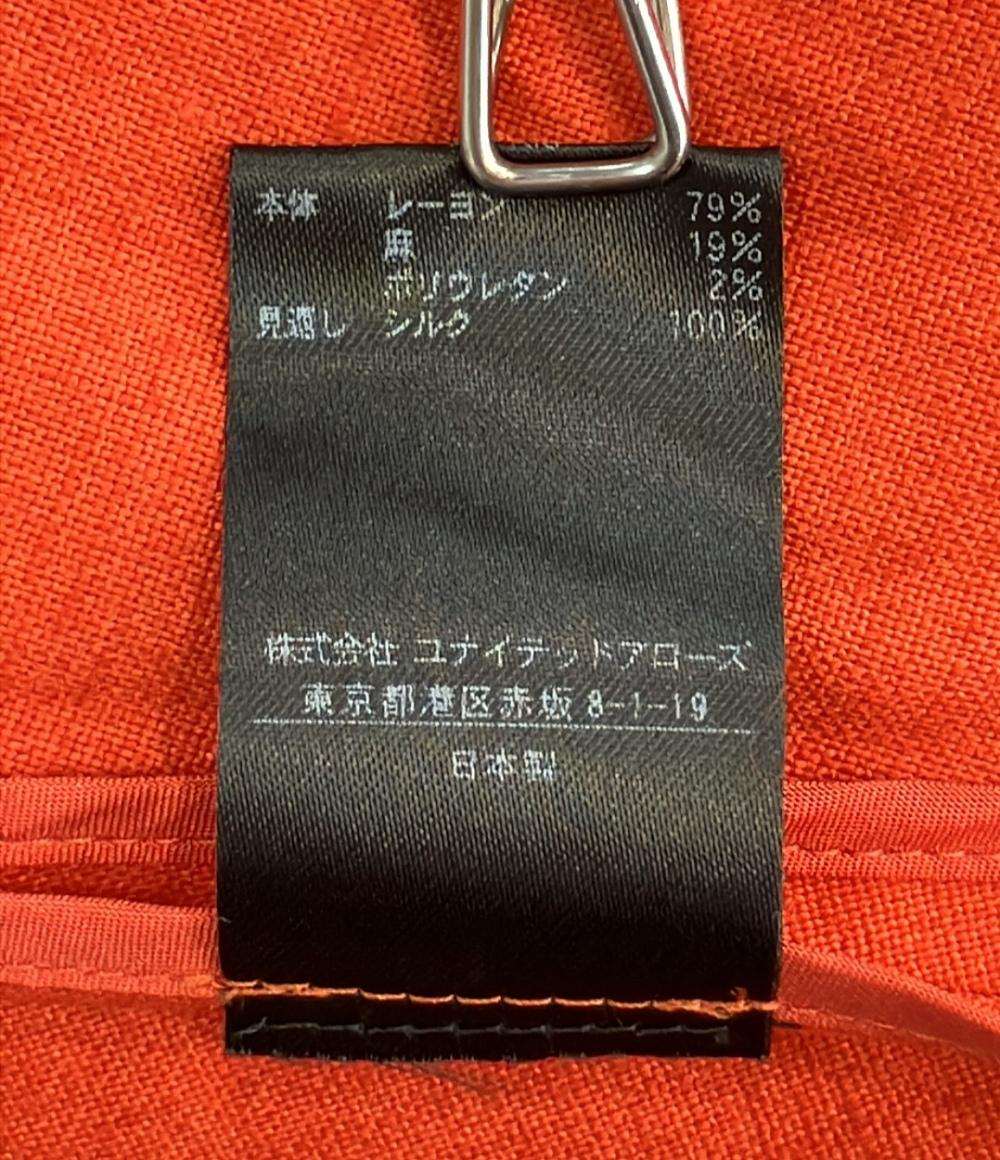 本体 レーヨン 79%
麻 19%
ポリウレタン 2%
見返し シルク 100%
株式会社 ユナイテッドアローズ
東京都港区赤坂 8-1-19
日本製